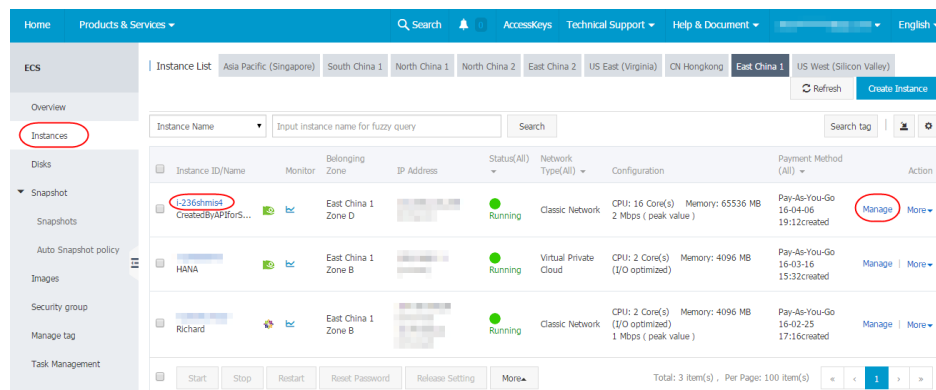 Home Products & Services Search 0 AccessKeys Technical Support Help & Document English
ECS
Instance List Asia Pacific (Singapore) South China 1 North China 1 North China 2 East China 2 US East (Virginia) CN Hongkong East China 1 US West (Silicon Valley)
Refresh Create Instance
Overview
Instances
Disks
Snapshot
Snapshots
Auto Snapshot policy
Images
Security group
Manage tag
Task Management
Instance Name Input instance name for fuzzy query Search Search tag
Instance ID/Name Monitor Belonging Zone IP Address Status(All) Network Type(All) Configuration Payment Method (All) Action
i-236shmis4
CreatedByAPIforS...
East China 1
Zone D
Running
Classic Network
CPU: 16 Core(s) Memory: 65536 MB
2 Mbps ( peak value )
Pay-As-You-Go
16-04-06
19:12created
Manage | More
HANA
East China 1
Zone B
Running
Virtual Private
Cloud
CPU: 2 Core(s) Memory: 4096 MB
(I/O optimized)
Pay-As-You-Go
16-03-16
15:32created
Manage | More
Richard
East China 1
Zone B
Running
Classic Network
CPU: 2 Core(s) Memory: 4096 MB
(I/O optimized)
1 Mbps ( peak value )
Pay-As-You-Go
16-02-25
17:16created
Manage | More
Start Stop Restart Reset Password Release Setting More Total: 3 item(s) , Per Page: 100 item(s) « ‹ 1 › »